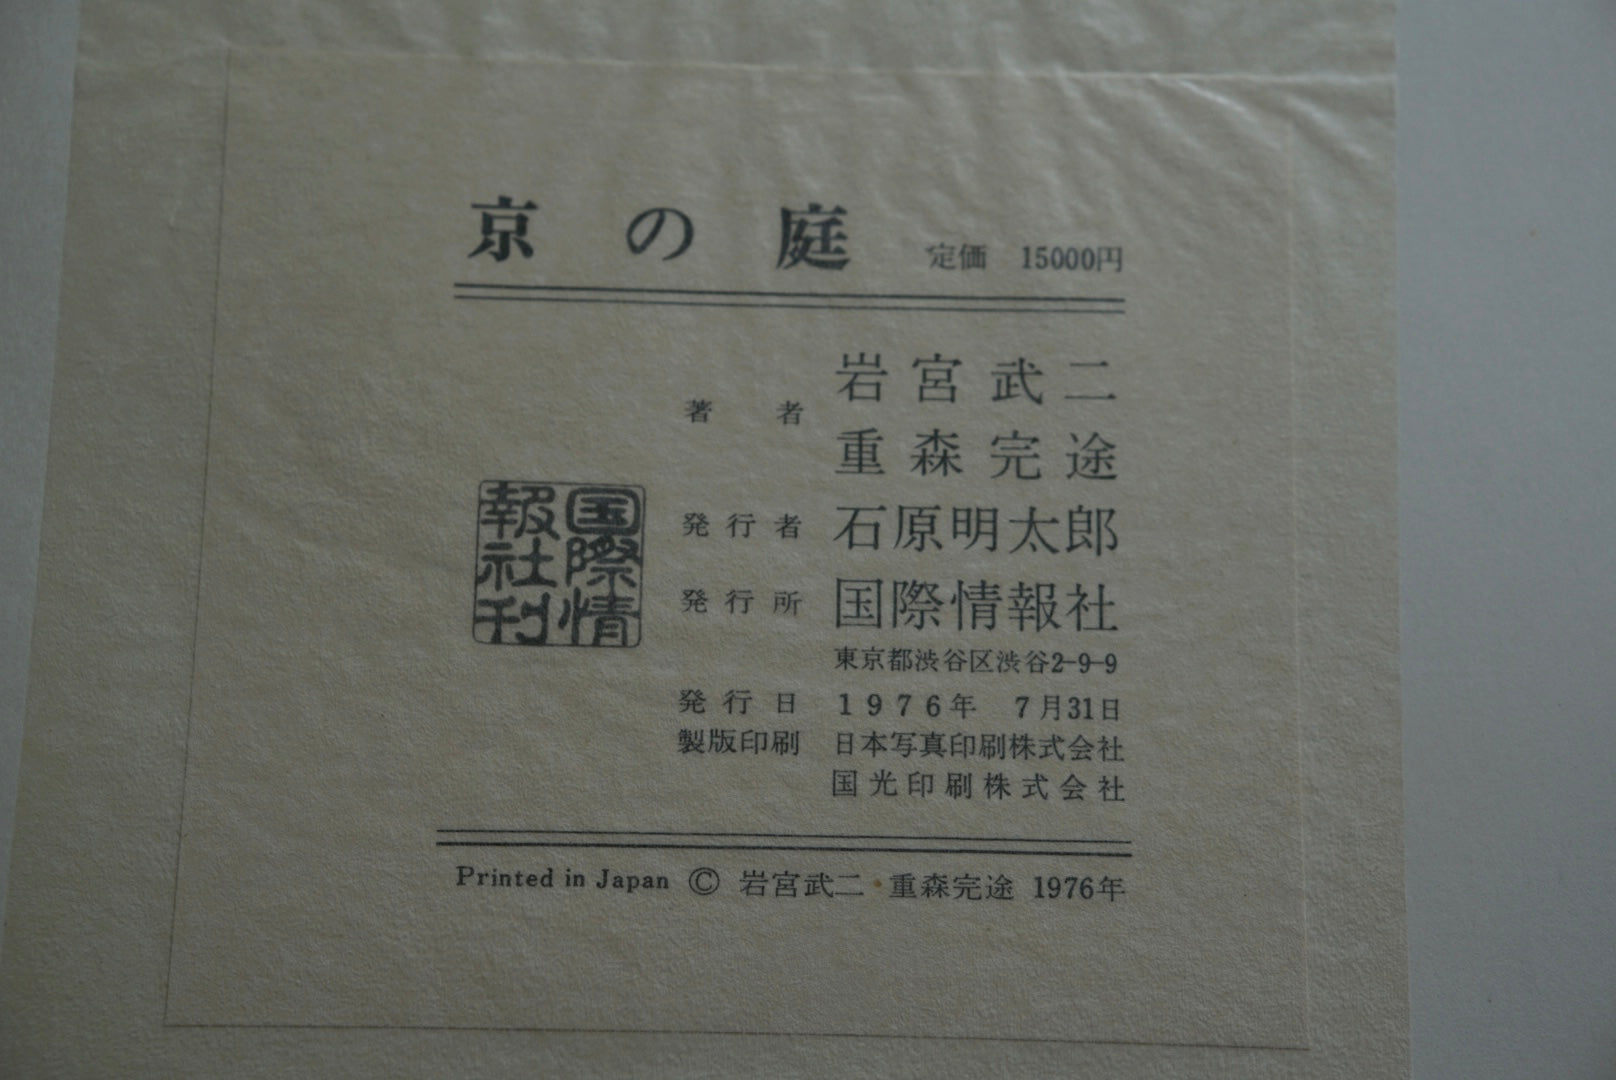 京の庭 定価 15000円
著者 岩宮武二
重森完途
国際情報社刊
発行者 石原明太郎
発行所 国際情報社
東京都渋谷区渋谷2-9-9
発行日 1976年 7月31日
製版印刷 日本写真印刷株式会社
国光印刷株式会社
Printed in Japan © 岩宮武二・重森完途 1976年